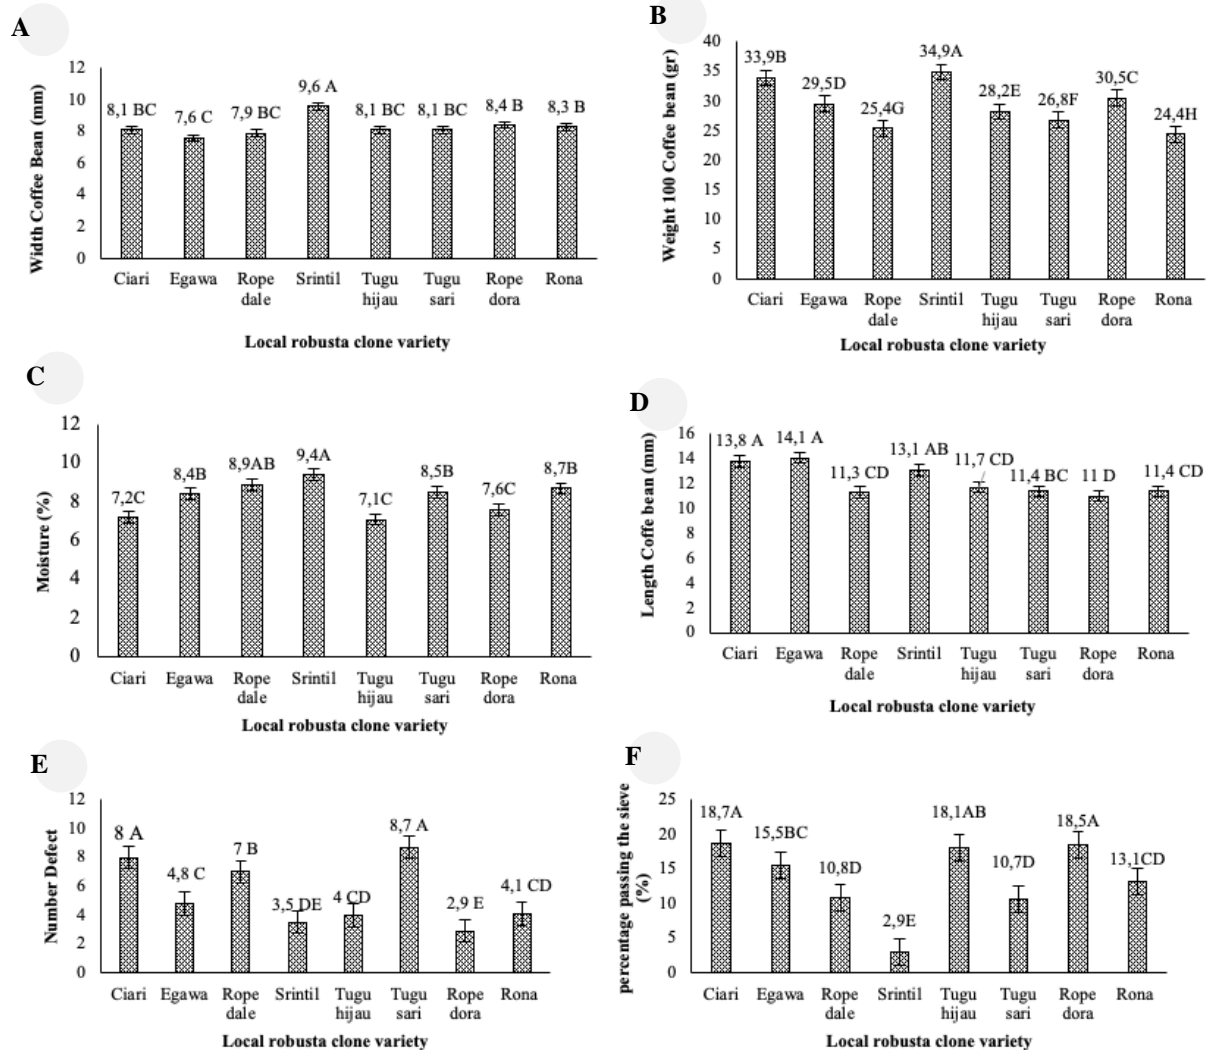 A
Width Coffee Bean (mm)
12
10
8
6
4
2
0
8,1 BC
7,6 C
7,9 BC
9,6 A
8,1 BC
8,1 BC
8,4 B
8,3 B
Ciari Egawa Rope dale Srintil Tugu hijau Tugu sari Rope dora Rona
Local robusta clone variety
B
Weight 100 Coffee bean (gr)
40
35
30
25
20
15
10
5
0
33,9B
29,5D
25,4G
34,9A
28,2E
26,8F
30,5C
24,4H
Ciari Egawa Rope dale Srintil Tugu hijau Tugu sari Rope dora Rona
Local robusta clone variety
C
Moisture (%)
12
10
8
6
4
2
0
7,2C
8,4B
8,9AB
9,4A
7,1C
8,5B
7,6C
8,7B
Ciari Egawa Rope dale Srintil Tugu hijau Tugu sari Rope dora Rona
Local robusta clone variety
D
Length Coffe bean (mm)
16
14
12
10
8
6
4
2
0
13,8 A
14,1 A
11,3 CD
13,1 AB
11,7 CD
11,4 BC
11 D
11,4 CD
Ciari Egawa Rope dale Srintil Tugu hijau Tugu sari Rope dora Rona
Local robusta clone variety
E
Number Defect
12
10
8
6
4
2
0
8 A
4,8 C
7 B
3,5 DE
4 CD
8,7 A
2,9 E
4,1 CD
Ciari Egawa Rope dale Srintil Tugu hijau Tugu sari Rope dora Rona
Local robusta clone variety
F
percentage passing the sieve
(%)
25
20
15
10
5
0
18,7A
15,5BC
10,8D
2,9E
18,1AB
10,7D
18,5A
13,1CD
Ciari Egawa Rope dale Srintil Tugu hijau Tugu sari Rope dora Rona
Local robusta clone variety